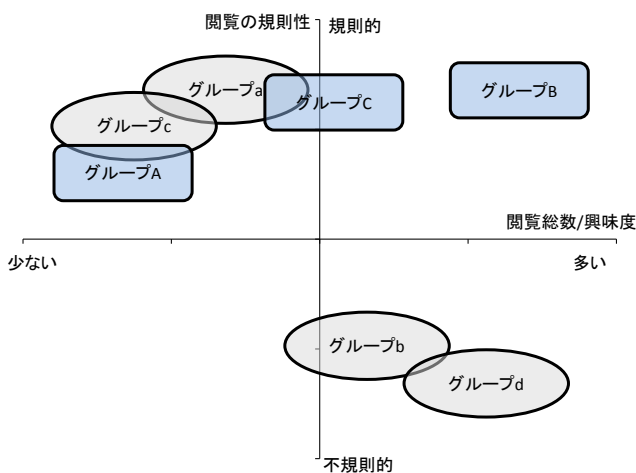 閲覧の規則性
規則的
グループa
グループB
グループC
グループc
グループA
閲覧総数/興味度
少ない
多い
グループb
グループd
不規則的